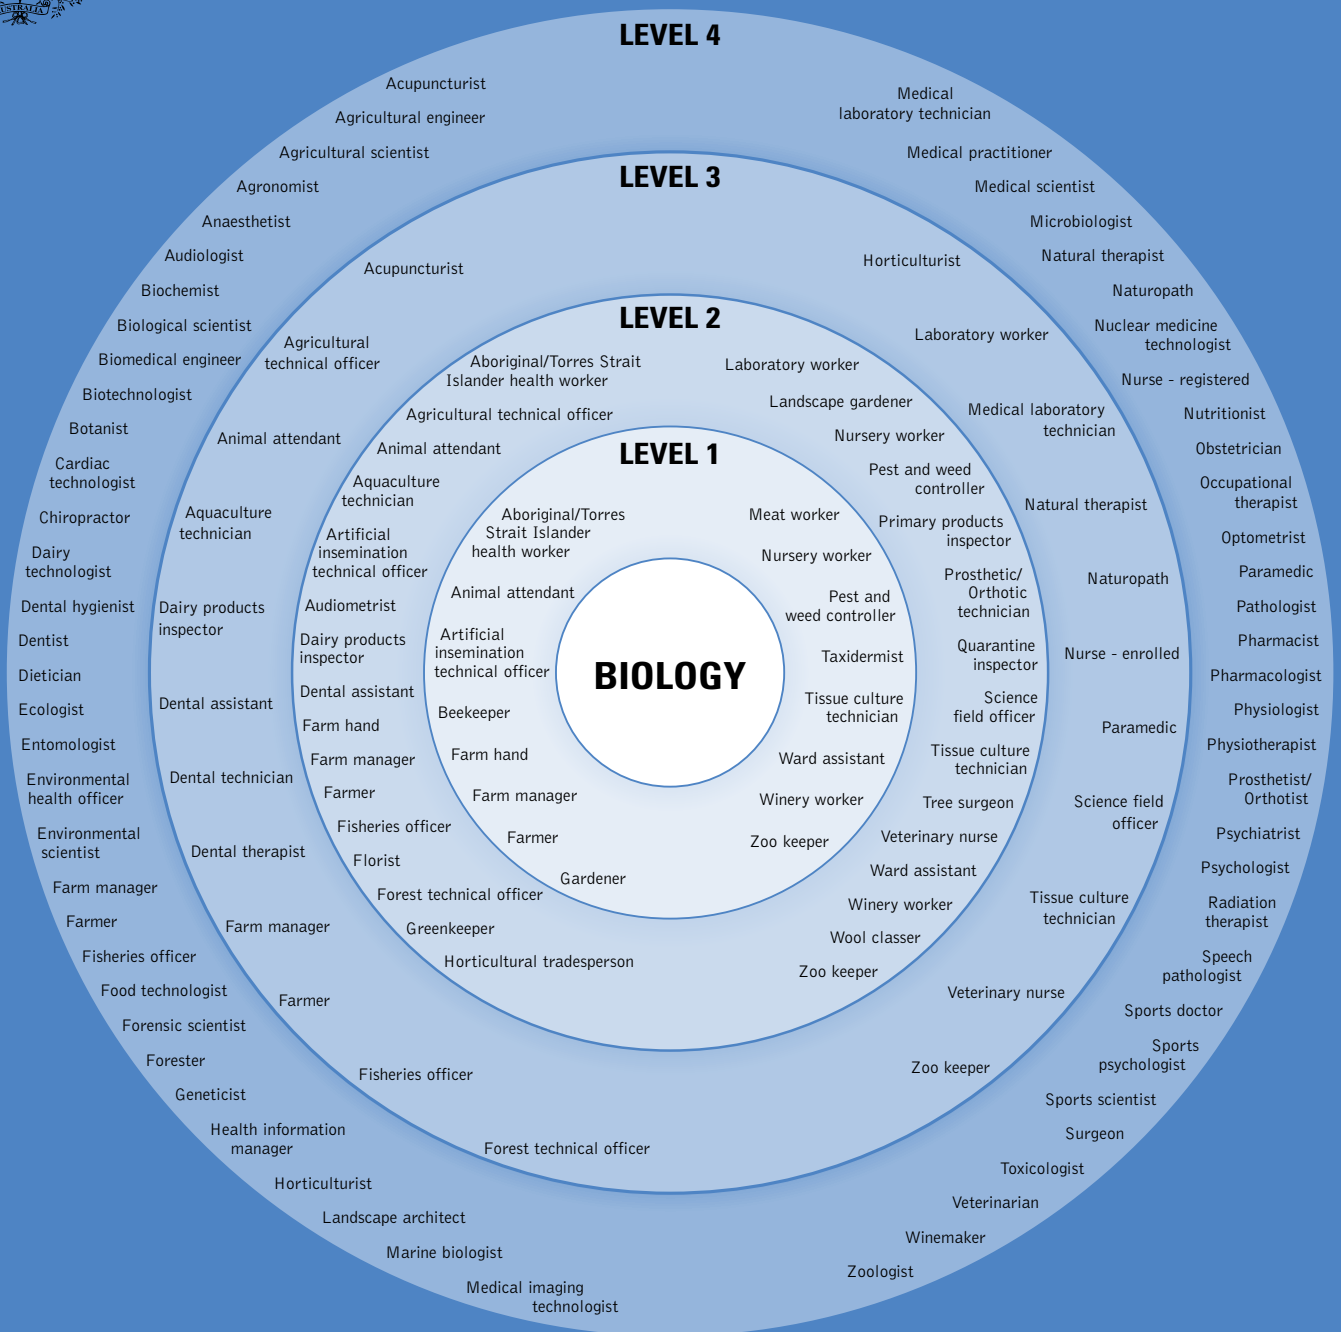 AUSTRALIA
LEVEL 4
Acupuncturist
Agricultural engineer
Agricultural scientist
Agronomist
Anaesthetist
Audiologist
Biochemist
Biological scientist
Biomedical engineer
Biotechnologist
Botanist
Cardiac
technologist
Chiropractor
Dairy
technologist
Dental hygienist
Dentist
Dietician
Ecologist
Entomologist
Environmental
health officer
Environmental
scientist
Farm manager
Farmer
Fisheries officer
Food technologist
Forensic scientist
Forester
Geneticist
Health information
manager
Horticulturist
Landscape architect
Marine biologist
Medical imaging
technologist
Medical
laboratory technician
Medical practitioner
Medical scientist
Microbiologist
Natural therapist
Naturopath
Nuclear medicine
technologist
Nurse - registered
Nutritionist
Obstetrician
Occupational
therapist
Optometrist
Paramedic
Pathologist
Pharmacist
Pharmacologist
Physiologist
Physiotherapist
Prosthetist/
Orthotist
Psychiatrist
Psychologist
Radiation
therapist
Speech
pathologist
Sports doctor
Sports
psychologist
Sports scientist
Surgeon
Toxicologist
Veterinarian
Winemaker
Zoologist
LEVEL 3
Acupuncturist
Agricultural
technical officer
Animal attendant
Aquaculture
technician
Dairy products
inspector
Dental assistant
Dental technician
Dental therapist
Farm manager
Farmer
Fisheries officer
Forest technical officer
Horticulturist
Laboratory worker
Medical laboratory
technician
Natural therapist
Naturopath
Nurse - enrolled
Paramedic
Science field
officer
Tissue culture
technician
Veterinary nurse
Zoo keeper
LEVEL 2
Aboriginal/Torres Strait
Islander health worker
Agricultural technical officer
Animal attendant
Aquaculture
technician
Artificial
insemination
technical officer
Audiometrist
Dairy products
inspector
Dental assistant
Farm hand
Farm manager
Farmer
Fisheries officer
Florist
Forest technical officer
Greenkeeper
Horticultural tradesperson
Laboratory worker
Landscape gardener
Nursery worker
Pest and weed
controller
Primary products
inspector
Prosthetic/
Orthotic
technician
Quarantine
inspector
Science
field officer
Tissue culture
technician
Tree surgeon
Veterinary nurse
Ward assistant
Winery worker
Wool classer
Zoo keeper
LEVEL 1
Aboriginal/Torres
Strait Islander
health worker
Animal attendant
Artificial
insemination
technical officer
Beekeeper
Farm hand
Farm manager
Farmer
Gardener
Meat worker
Nursery worker
Pest and
weed controller
Taxidermist
Tissue culture
technician
Ward assistant
Winery worker
Zoo keeper
BIOLOGY